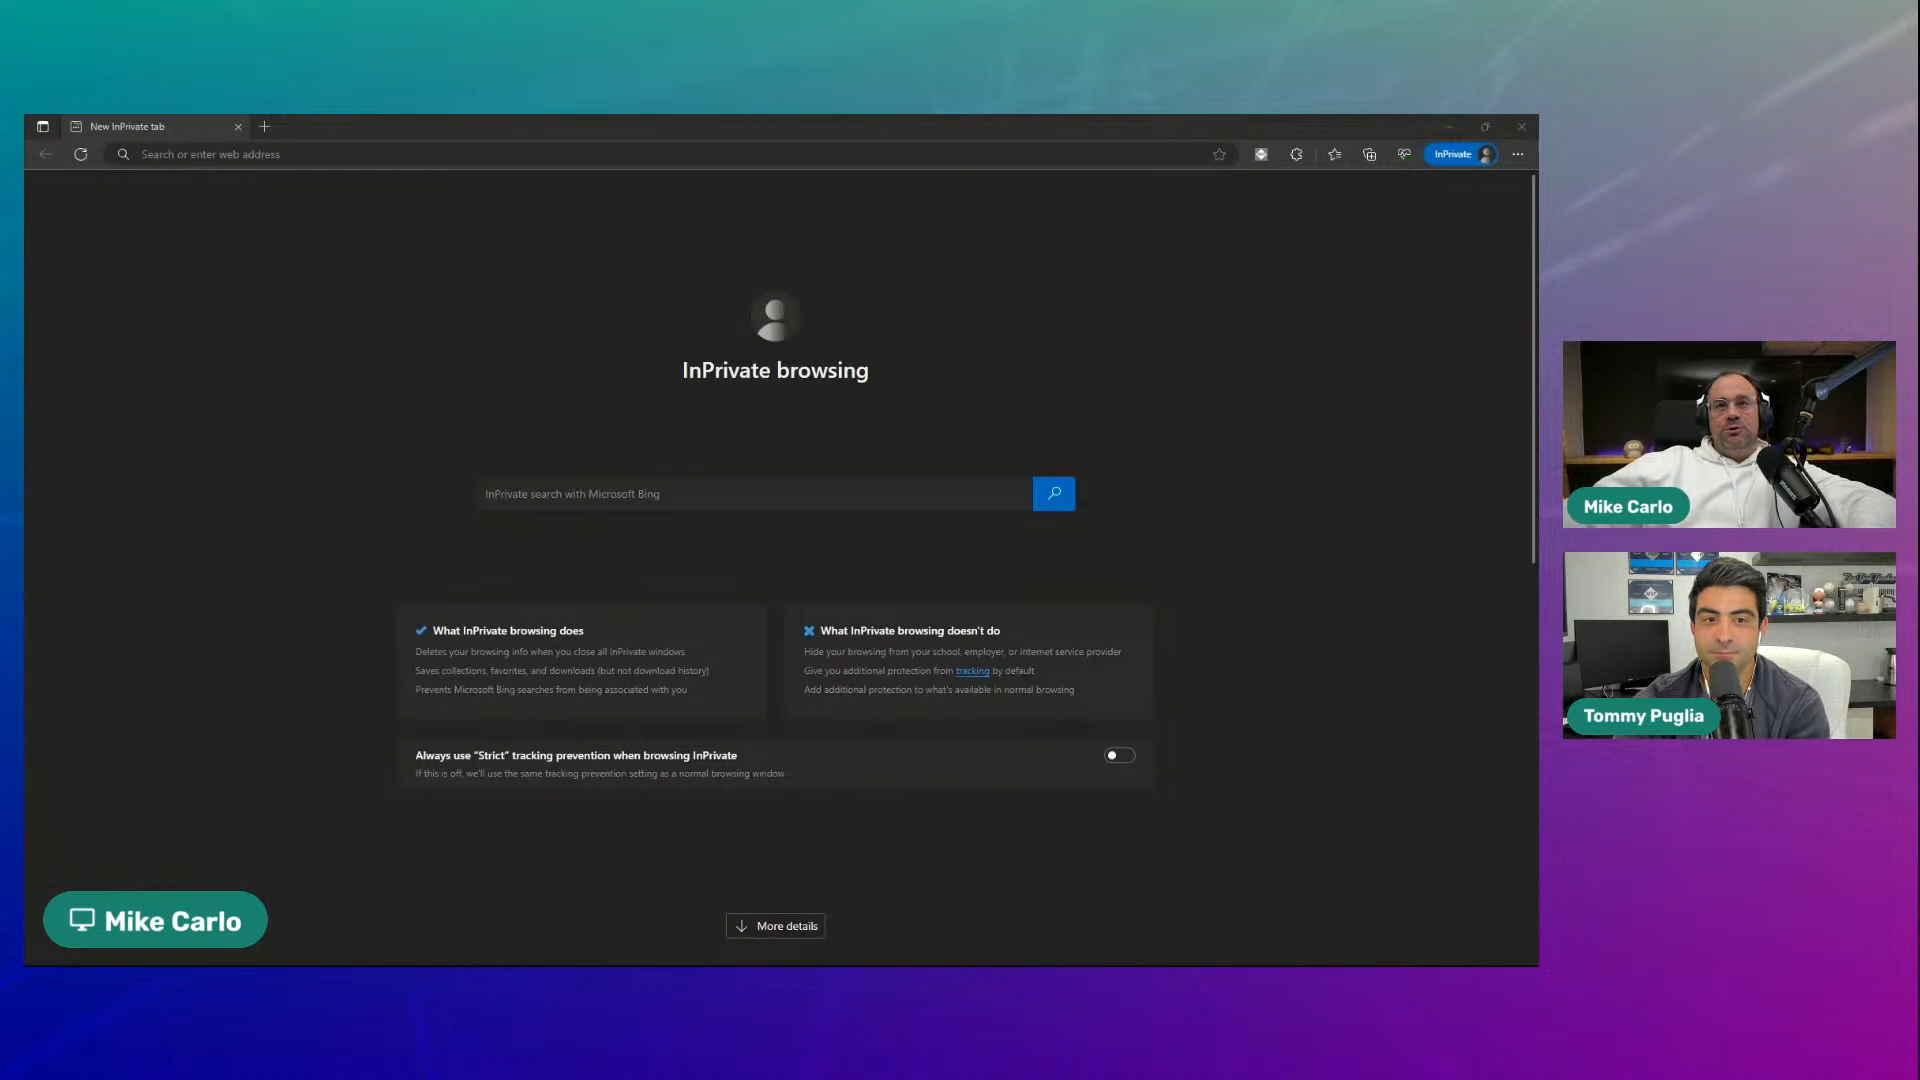 New InPrivate tab
Search or enter web address
InPrivate
InPrivate browsing
InPrivate search with Microsoft Bing
What InPrivate browsing does
Deletes your browsing info when you close all InPrivate windows
Saves collections, favorites, and downloads (but not download history)
Prevents Microsoft Bing searches from being associated with you
What InPrivate browsing doesn't do
Hide your browsing from your school, employer, or internet service provider
Give you additional protection from tracking by default
Add additional protection to what's available in normal browsing
Always use "Strict" tracking prevention when browsing InPrivate
If this is off, we'll use the same tracking prevention setting as a normal browsing window
More details
Mike Carlo
Mike Carlo
Tommy Puglia